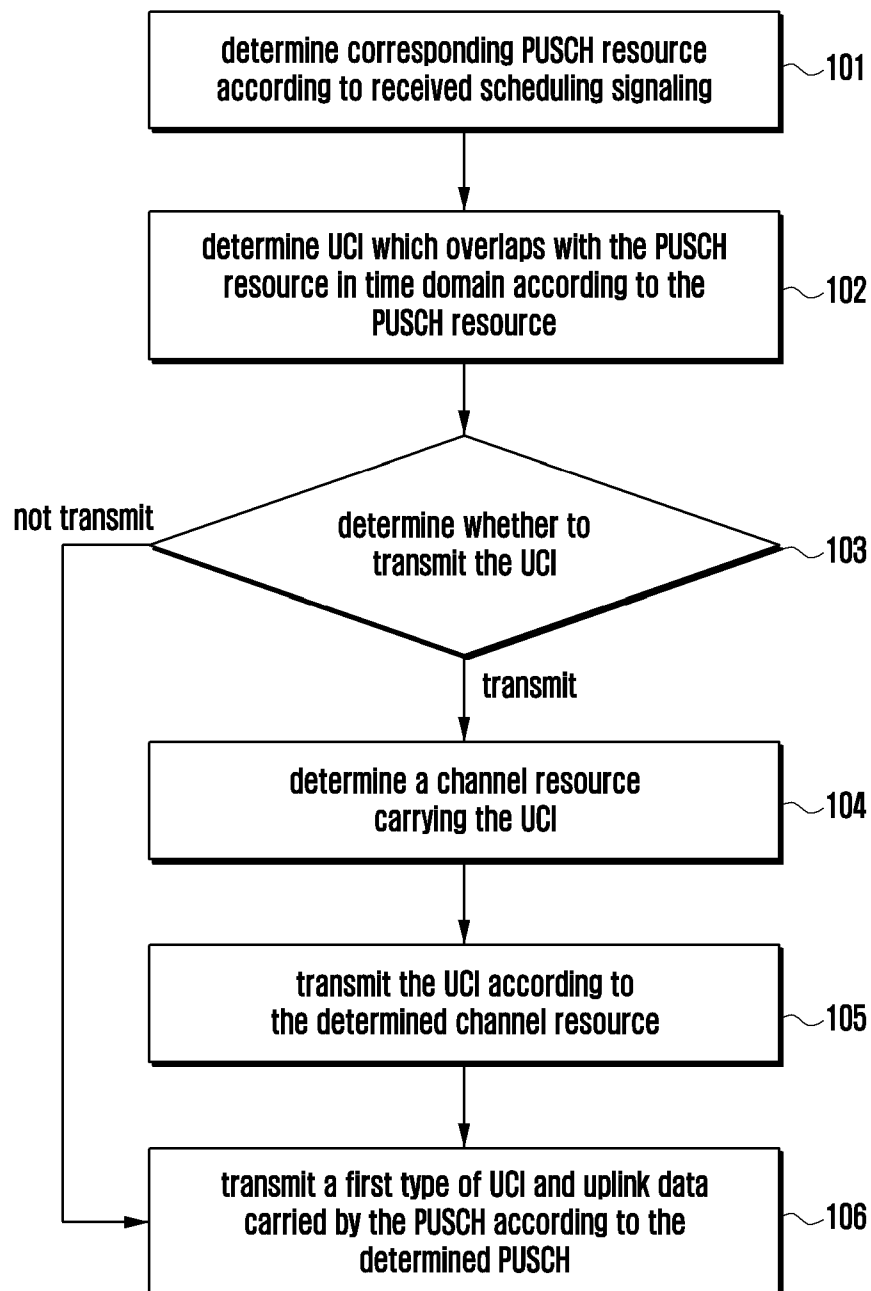 determine corresponding PUSCH resource
according to received scheduling signaling
101
determine UCI which overlaps with the PUSCH
resource in time domain according to the
PUSCH resource
102
not transmit
determine whether to
transmit the UCI
103
transmit
determine a channel resource
carrying the UCI
104
transmit the UCI according to
the determined channel resource
105
transmit a first type of UCI and uplink data
carried by the PUSCH according to the
determined PUSCH
106